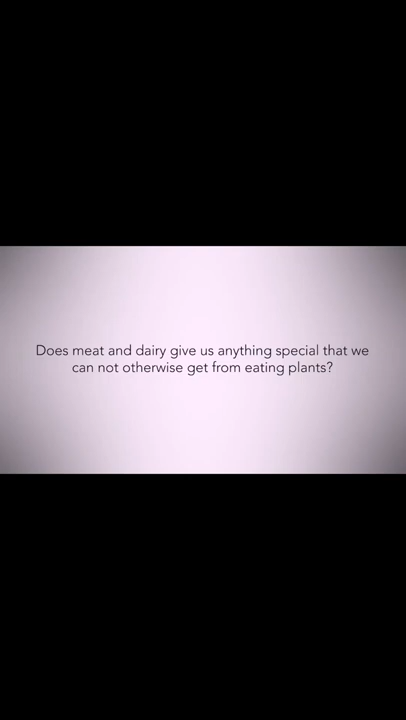 Does meat and dairy give us anything special that we
can not otherwise get from eating plants?